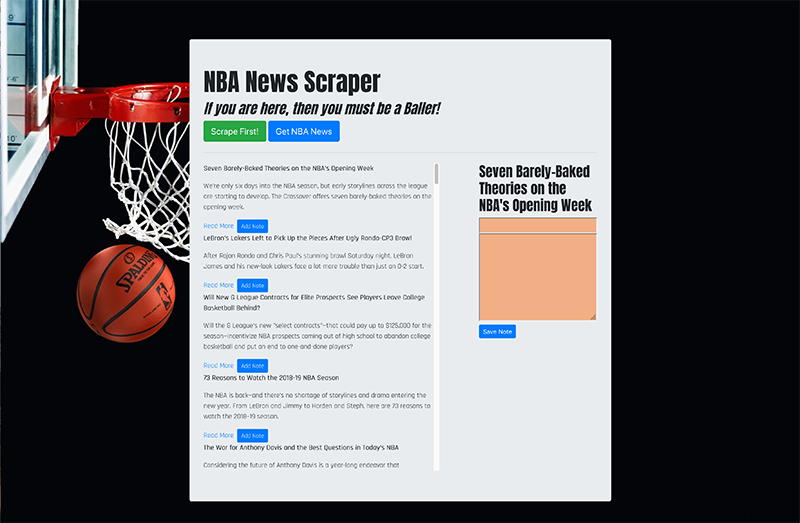 NBA News Scraper
If you are here, then you must be a Baller!
Scrape First! Get NBA News
Seven Barely-Baked Theories on the NBA's Opening Week
We're only six days into the NBA season, but early storylines across the league
are starting to develop. The Crossover offers seven barely-baked theories on the
opening week.
Read More Add Note
LeBron's Lakers Left to Pick Up the Pieces After Ugly Rondo-CP3 Brawl
After Rajon Rondo and Chris Paul's stunning brawl Saturday night, LeBron
James and his new-look Lakers face a lot more trouble than just an 0-2 start.
Read More Add Note
Will New G League Contracts for Elite Prospects See Players Leave College
Basketball Behind?
Will the G League's new "select contracts"—that could pay up to $125,000 for the
season—incentivize NBA prospects coming out of high school to abandon college
basketball and put an end to one-and-done players?
Read More Add Note
73 Reasons to Watch the 2018-19 NBA Season
The NBA is back—and there's no shortage of storylines and drama entering the
new year. From LeBron and Jimmy to Harden and Steph, here are 73 reasons to
watch the 2018-19 season.
Read More Add Note
The War for Anthony Davis and the Best Questions in Today's NBA
Considering the future of Anthony Davis is a year-long endeavor that
Seven Barely-Baked
Theories on the
NBA's Opening Week
Save Note
SPALDING